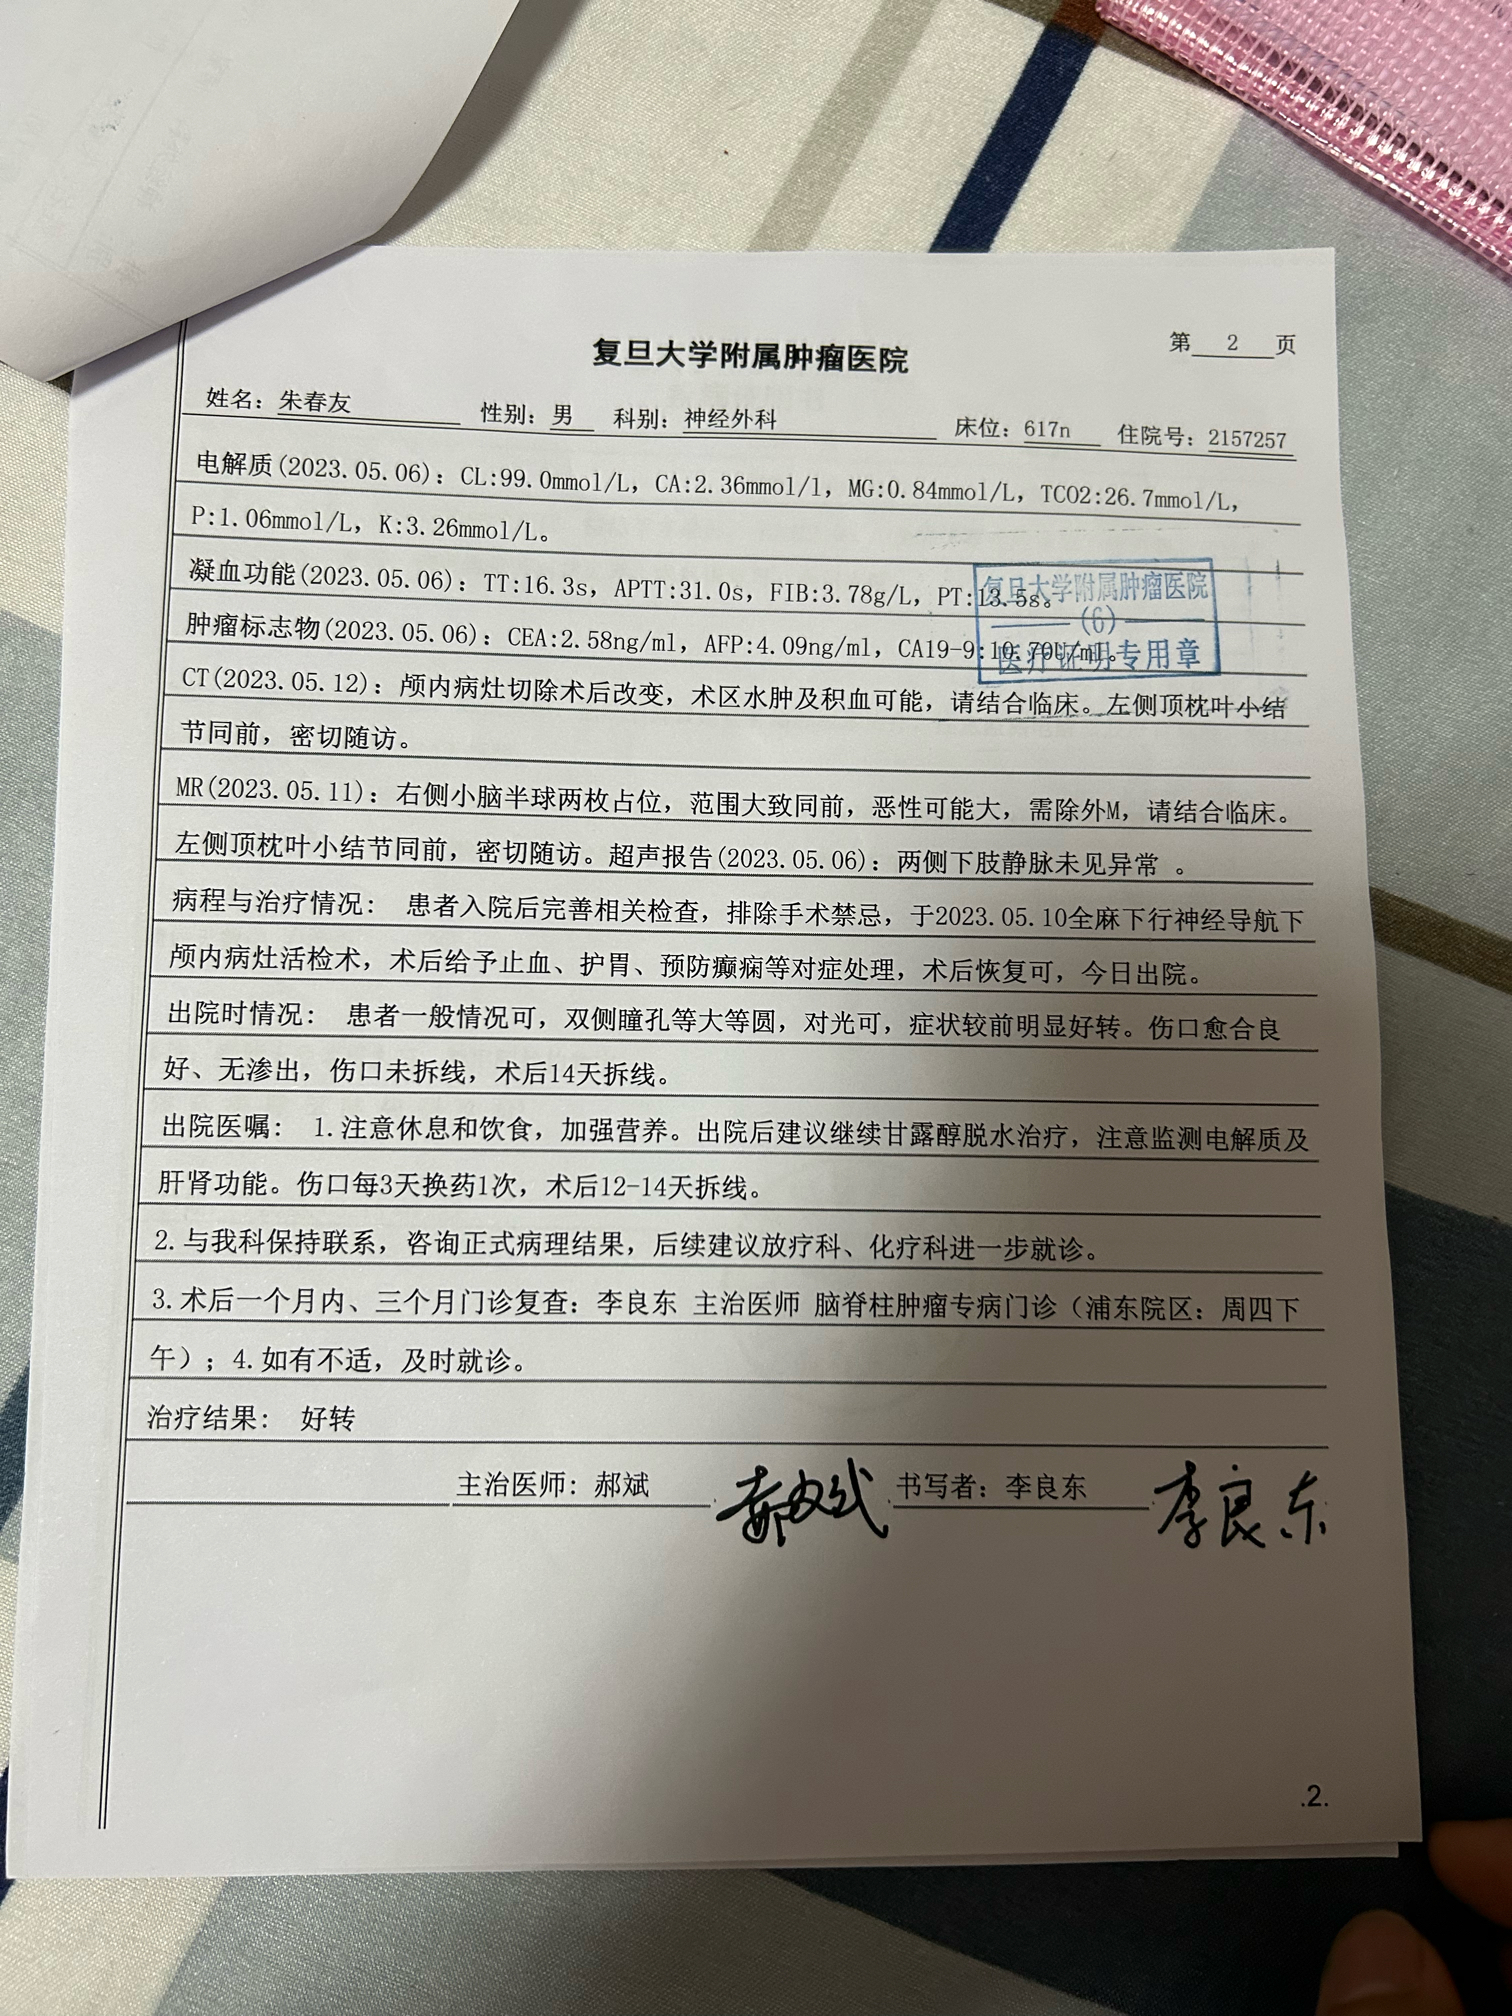 第 2 页
复旦大学附属肿瘤医院
姓名: 朱春友 性别: 男 科别: 神经外科 床位: 617n 住院号: 2157257
电解质(2023.05.06): CL:99.0mmol/L, CA:2.36mmol/l, MG:0.84mmol/L, TCO2:26.7mmol/L,
P:1.06mmol/L, K:3.26mmol/L。
凝血功能(2023.05.06): TT:16.3s, APTT:31.0s, FIB:3.78g/L, PT:13.5s。
复旦大学附属肿瘤医院
(6)
医疗证明专用章
肿瘤标志物(2023.05.06): CEA:2.58ng/ml, AFP:4.09ng/ml, CA19-9:10.70U/ml。
CT(2023.05.12): 颅内病灶切除术后改变, 术区水肿及积血可能, 请结合临床。左侧顶枕叶小结
节同前, 密切随访。
MR(2023.05.11): 右侧小脑半球两枚占位, 范围大致同前, 恶性可能大, 需除外M, 请结合临床。
左侧顶枕叶小结节同前, 密切随访。超声报告(2023.05.06): 两侧下肢静脉未见异常 。
病程与治疗情况: 患者入院后完善相关检查, 排除手术禁忌, 于2023.05.10全麻下行神经导航下
颅内病灶活检术, 术后给予止血、护胃、预防癫痫等对症处理, 术后恢复可, 今日出院。
出院时情况: 患者一般情况可, 双侧瞳孔等大等圆, 对光可, 症状较前明显好转。伤口愈合良
好、无渗出, 伤口未拆线, 术后14天拆线。
出院医嘱: 1.注意休息和饮食, 加强营养。出院后建议继续甘露醇脱水治疗, 注意监测电解质及
肝肾功能。伤口每3天换药1次, 术后12-14天拆线。
2.与我科保持联系, 咨询正式病理结果, 后续建议放疗科、化疗科进一步就诊。
3.术后一个月内、三个月门诊复查: 李良东 主治医师 脑脊柱肿瘤专病门诊（浦东院区: 周四下
午）; 4.如有不适, 及时就诊。
治疗结果: 好转
主治医师: 郝斌 郝斌 书写者: 李良东 李良东
.2.